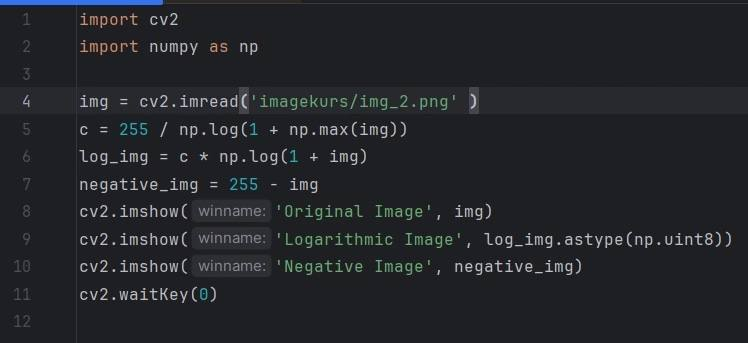 1 import cv2
2 import numpy as np
3
4 img = cv2.imread('imagekurs/img_2.png' )
5 c = 255 / np.log(1 + np.max(img))
6 log_img = c * np.log(1 + img)
7 negative_img = 255 - img
8 cv2.imshow( winname: 'Original Image', img)
9 cv2.imshow( winname: 'Logarithmic Image', log_img.astype(np.uint8))
10 cv2.imshow( winname: 'Negative Image', negative_img)
11 cv2.waitKey(0)
12